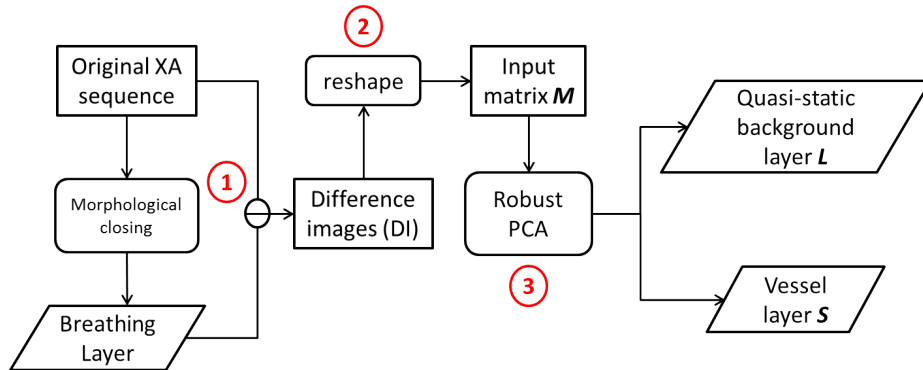 Original XA
sequence
Morphological
closing
Breathing
Layer
1
Difference
images (DI)
2
reshape
Input
matrix M
Robust
PCA
3
Quasi-static
background
layer L
Vessel
layer S